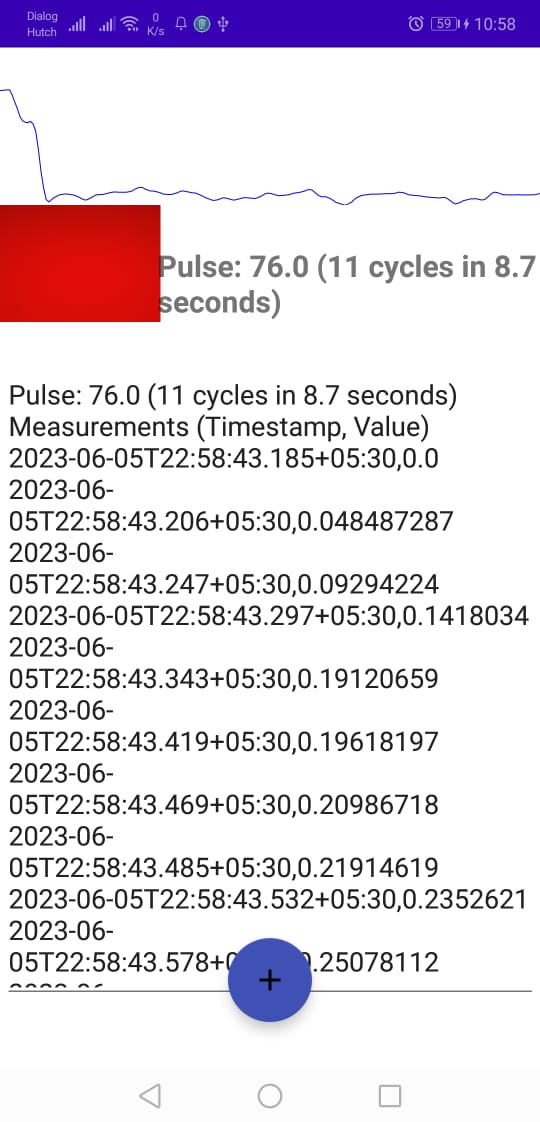 Dialog
Hutch
0
K/s
59
10:58
Pulse: 76.0 (11 cycles in 8.7
seconds)
Pulse: 76.0 (11 cycles in 8.7 seconds)
Measurements (Timestamp, Value)
2023-06-05T22:58:43.185+05:30,0.0
2023-06-
05T22:58:43.206+05:30,0.048487287
2023-06-
05T22:58:43.247+05:30,0.09294224
2023-06-05T22:58:43.297+05:30,0.1418034
2023-06-
05T22:58:43.343+05:30,0.19120659
2023-06-
05T22:58:43.419+05:30,0.19618197
2023-06-
05T22:58:43.469+05:30,0.20986718
2023-06-
05T22:58:43.485+05:30,0.21914619
2023-06-05T22:58:43.532+05:30,0.2352621
2023-06-
05T22:58:43.578+ .25078112
+